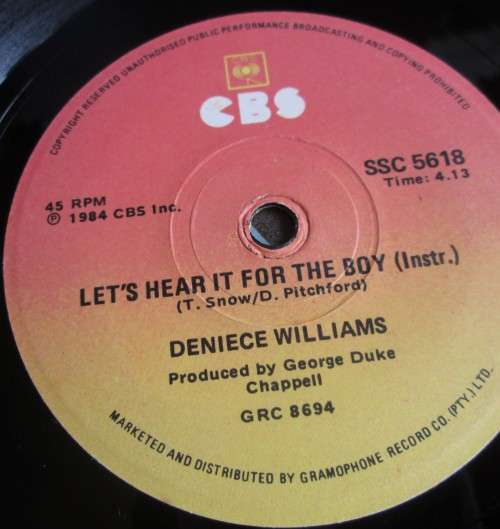 COPYRIGHT RESERVED UNAUTHORISED PUBLIC PERFORMANCE BROADCASTING AND COPYING PROHIBITED
CBS
SSC 5618
Time: 4.13
45 RPM
℗ 1984 CBS Inc.
LET'S HEAR IT FOR THE BOY (Instr.)
(T. Snow/D. Pitchford)
DENIECE WILLIAMS
Produced by George Duke
Chappell
GRC 8694
MARKETED AND DISTRIBUTED BY GRAMOPHONE RECORD CO. (PTY.) LTD.